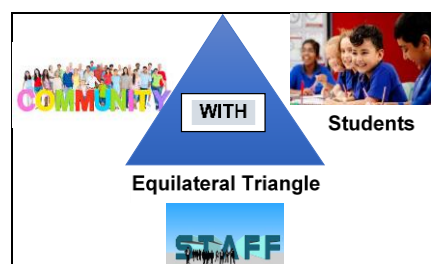 COMMUNITY
WITH
Students
Equilateral Triangle
STAFF